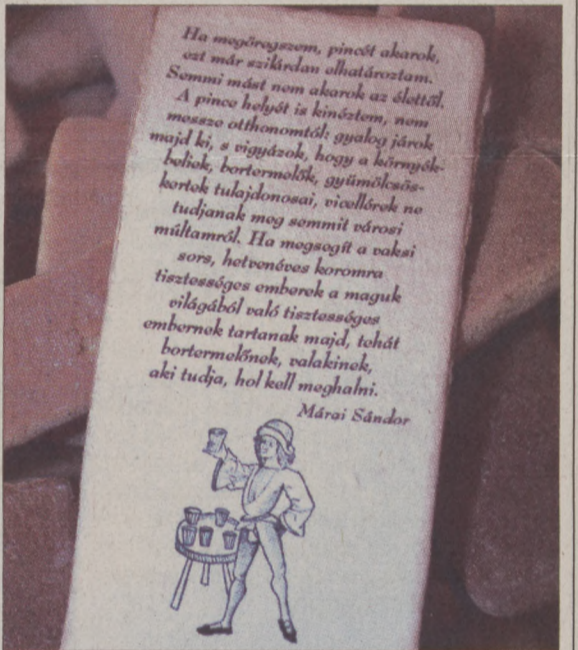 Ha megöregszem, pincét akarok,
ezt már szilárdan elhatároztam.
Semmi mást nem akarok az élettől.
A pince helyét is kinéztem, nem
messze otthonomtól; gyalog járok
majd ki, s vigyázok, hogy a környék-
beliek, bortermelők, gyümölcsös-
kertek tulajdonosai, vicellérek ne
tudjanak meg semmit városi
múltamról. Ha megsegít a vaksi
sors, hetvenéves koromra
tisztességes emberek a maguk
világából való tisztességes
embernek tartanak majd, tehát
bortermelőnek, valakinek,
aki tudja, hol kell meghalni.
Márai Sándor